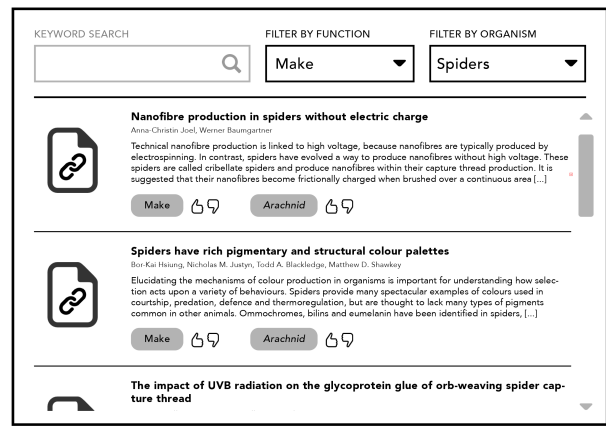 KEYWORD SEARCH
FILTER BY FUNCTION
FILTER BY ORGANISM
Make
Spiders
Nanofibre production in spiders without electric charge
Anna-Christin Joel, Werner Baumgartner
Technical nanofibre production is linked to high voltage, because nanofibres are typically produced by
electrospinning. In contrast, spiders have evolved a way to produce nanofibres without high voltage. These
spiders are called cribellate spiders and produce nanofibres within their capture thread production. It is
suggested that their nanofibres become frictionally charged when brushed over a continuous area [...]
Make
Arachnid
Spiders have rich pigmentary and structural colour palettes
Bor-Kai Hsiung, Nicholas M. Justyn, Todd A. Blackledge, Matthew D. Shawkey
Elucidating the mechanisms of colour production in organisms is important for understanding how selec-
tion acts upon a variety of behaviours. Spiders provide many spectacular examples of colours used in
courtship, predation, defence and thermoregulation, but are thought to lack many types of pigments
common in other animals. Ommochromes, bilins and eumelanin have been identified in spiders, [...]
Make
Arachnid
The impact of UVB radiation on the glycoprotein glue of orb-weaving spider cap-
ture thread